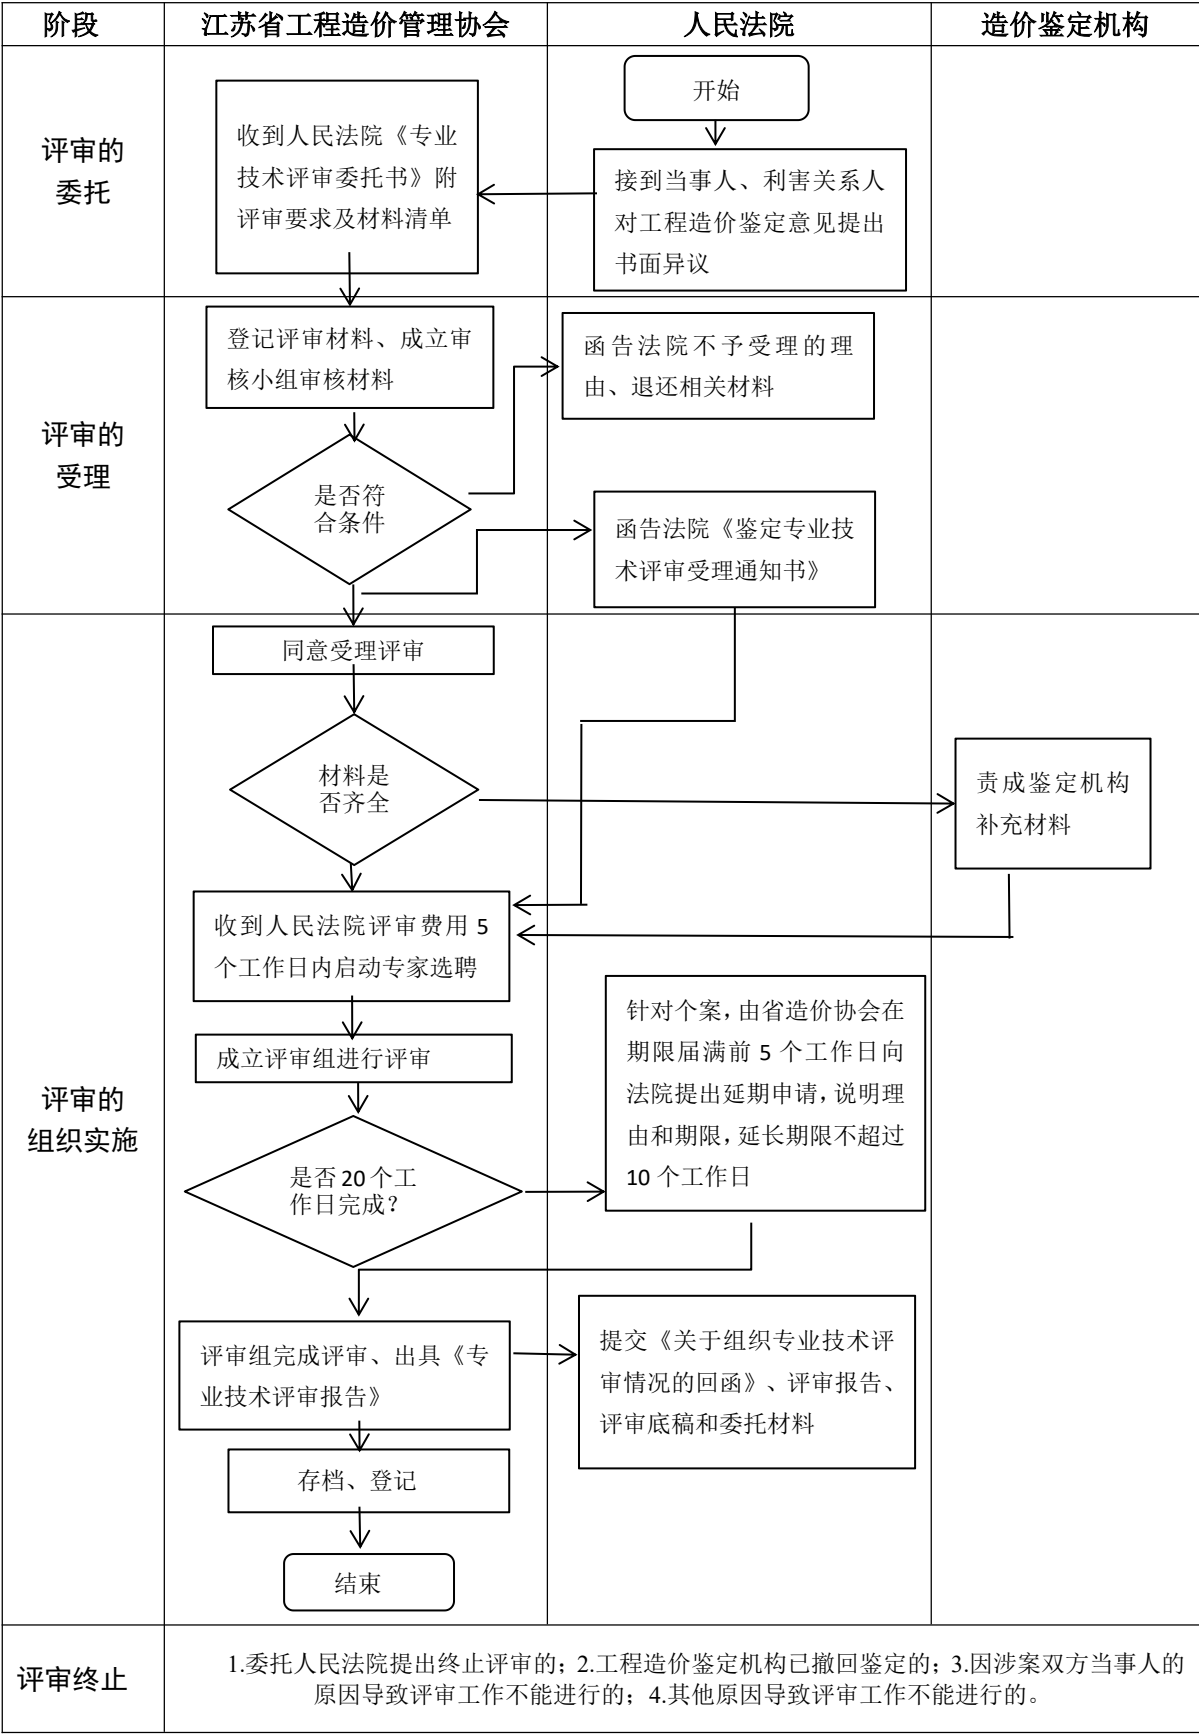 阶段
江苏省工程造价管理协会
人民法院
造价鉴定机构
评审的
委托
开始
收到人民法院《专业
技术评审委托书》附
评审要求及材料清单
接到当事人、利害关系人
对工程造价鉴定意见提出
书面异议
评审的
受理
登记评审材料、成立审
核小组审核材料
函告法院不予受理的理
由、退还相关材料
是否符
合条件
函告法院《鉴定专业技
术评审受理通知书》
评审的
组织实施
同意受理评审
材料是
否齐全
责成鉴定机构
补充材料
收到人民法院评审费用 5
个工作日内启动专家选聘
成立评审组进行评审
针对个案，由省造价协会在
期限届满前 5 个工作日向
法院提出延期申请，说明理
由和期限，延长期限不超过
10 个工作日
是否 20 个工
作日完成？
评审组完成评审、出具《专
业技术评审报告》
提交《关于组织专业技术评
审情况的回函》、评审报告、
评审底稿和委托材料
存档、登记
结束
评审终止
1.委托人民法院提出终止评审的；2.工程造价鉴定机构已撤回鉴定的；3.因涉案双方当事人的
原因导致评审工作不能进行的；4.其他原因导致评审工作不能进行的。